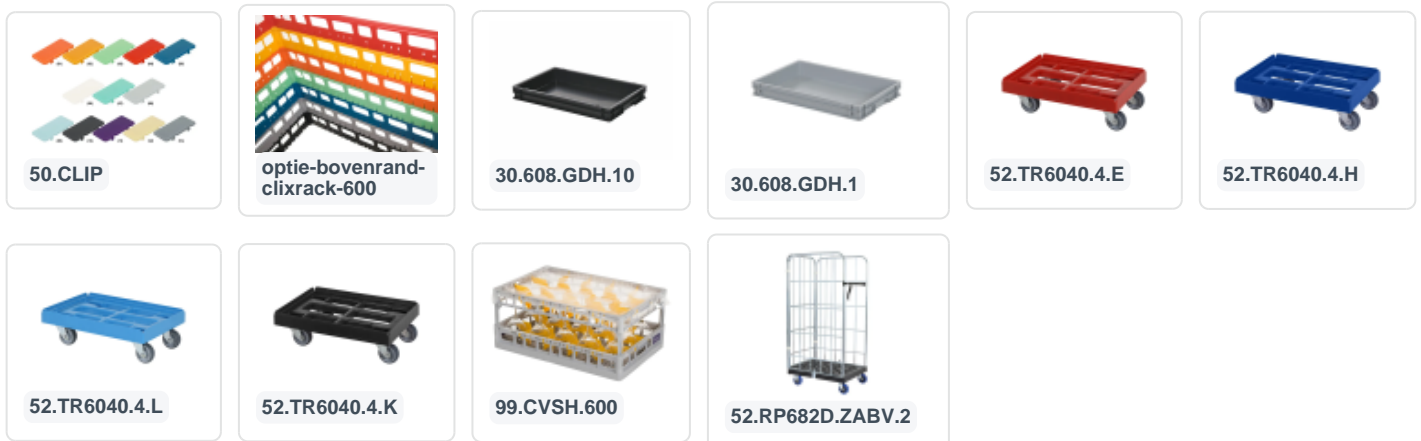 50.CLIP
optie-bovenrand-
clixrack-600
30.608.GDH.10
30.608.GDH.1
52.TR6040.4.E
52.TR6040.4.H
52.TR6040.4.L
52.TR6040.4.K
99.CVSH.600
52.RP682D.ZABV.2